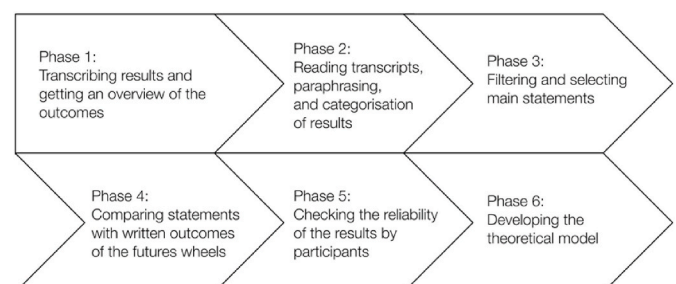 Phase 1:
Transcribing results and
getting an overview of the
outcomes
Phase 2:
Reading transcripts,
paraphrasing,
and categorisation
of results
Phase 3:
Filtering and selecting
main statements
Phase 4:
Comparing statements
with written outcomes
of the futures wheels
Phase 5:
Checking the reliability
of the results by
participants
Phase 6:
Developing the
theoretical model